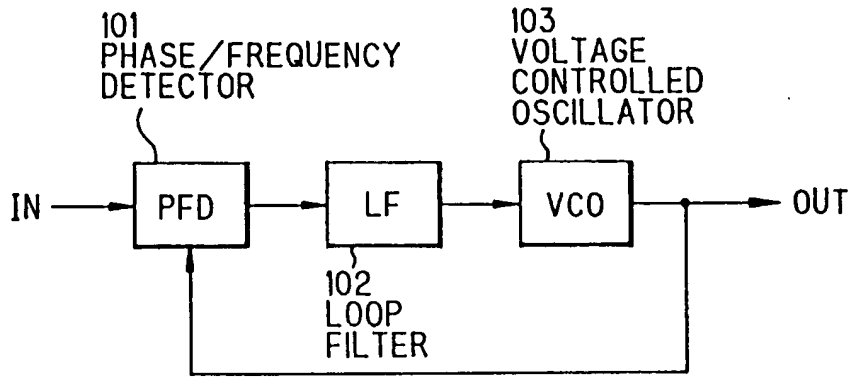 101
PHASE/FREQUENCY
DETECTOR
103
VOLTAGE
CONTROLLED
OSCILLATOR
IN
PFD
LF
VCO
OUT
102
LOOP
FILTER